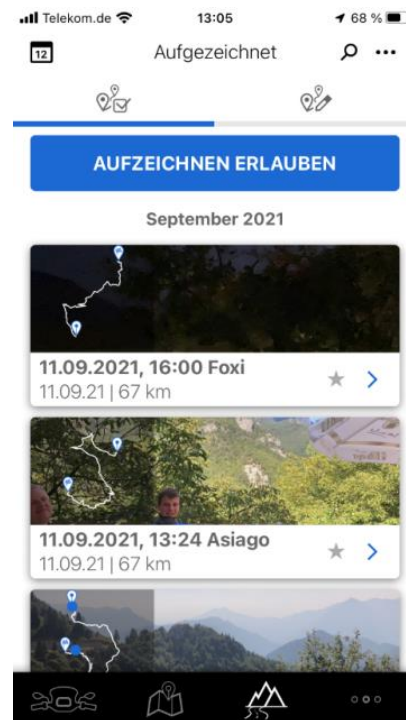 Telekom.de 13:05 68 %
12 Aufgezeichnet
AUFZEICHNEN ERLAUBEN
September 2021
11.09.2021, 16:00 Foxi
11.09.21 | 67 km
11.09.2021, 13:24 Asiago
11.09.21 | 67 km